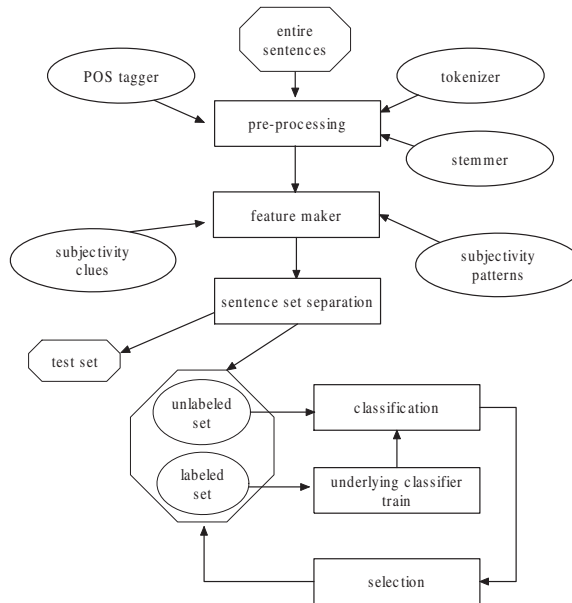 entire
sentences
POS tagger
tokenizer
pre-processing
stemmer
feature maker
subjectivity
clues
subjectivity
patterns
sentence set separation
test set
unlabeled
set
classification
labeled
set
underlying classifier
train
selection